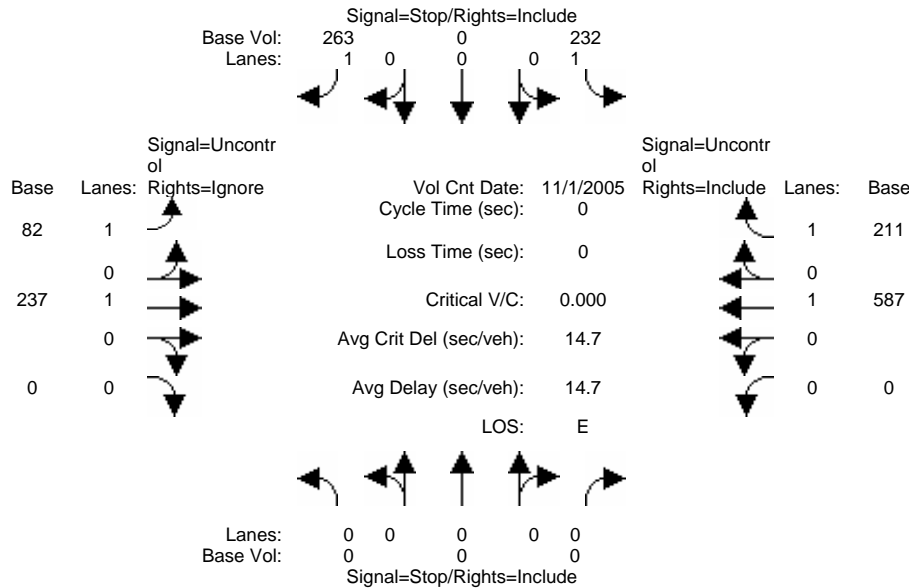 Signal=Stop/Rights=Include
Base Vol: 263 0 232
Lanes: 1 0 0 0 1
Signal=Uncontr
ol
Rights=Ignore
Signal=Uncontr
ol
Rights=Include
Base Lanes: Vol Cnt Date: 11/1/2005 Lanes: Base
Cycle Time (sec): 0
82 1 1 211
Loss Time (sec): 0
0 0
237 1 Critical V/C: 0.000 1 587
0 Avg Crit Del (sec/veh): 14.7 0
0 0 Avg Delay (sec/veh): 14.7 0 0
LOS: E
Lanes: 0 0 0 0 0
Base Vol: 0 0 0
Signal=Stop/Rights=Include